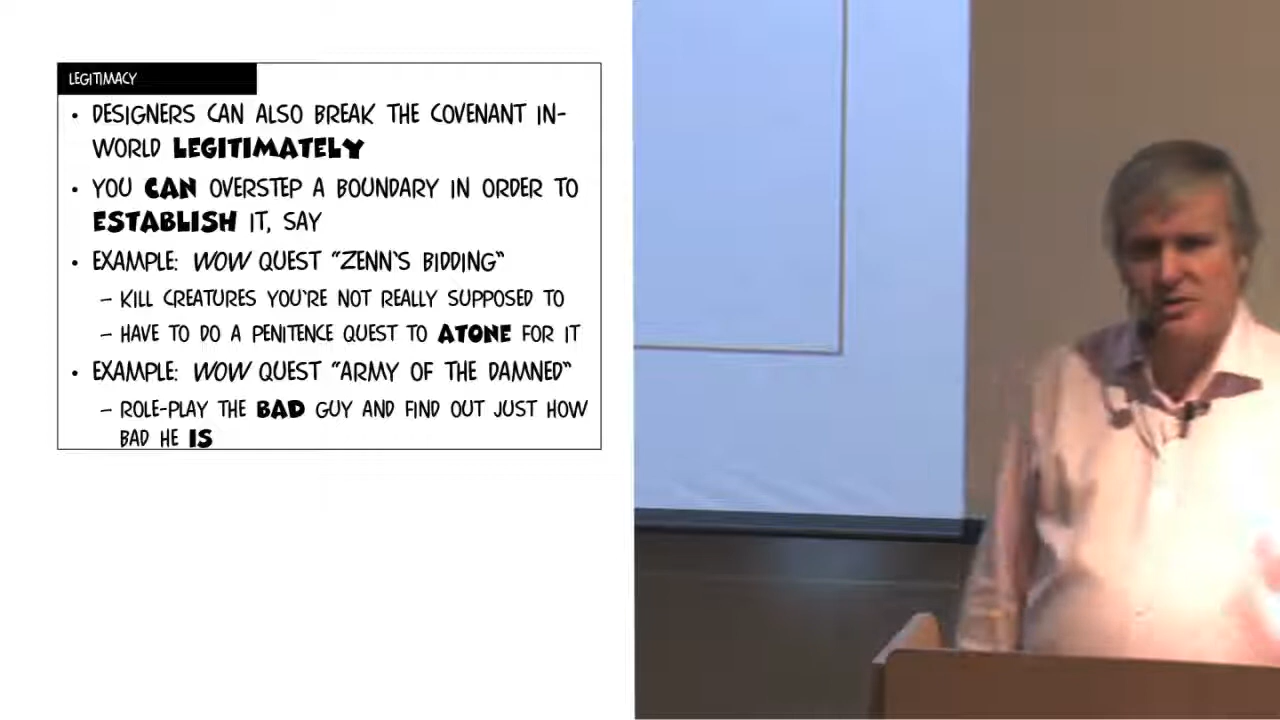 LEGITIMACY
• DESIGNERS CAN ALSO BREAK THE COVENANT IN-
WORLD LEGITIMATELY
• YOU CAN OVERSTEP A BOUNDARY IN ORDER TO
ESTABLISH IT, SAY
• EXAMPLE: WOW QUEST "ZENN'S BIDDING"
– KILL CREATURES YOU'RE NOT REALLY SUPPOSED TO
– HAVE TO DO A PENITENCE QUEST TO ATONE FOR IT
• EXAMPLE: WOW QUEST "ARMY OF THE DAMNED"
– ROLE-PLAY THE BAD GUY AND FIND OUT JUST HOW
BAD HE IS